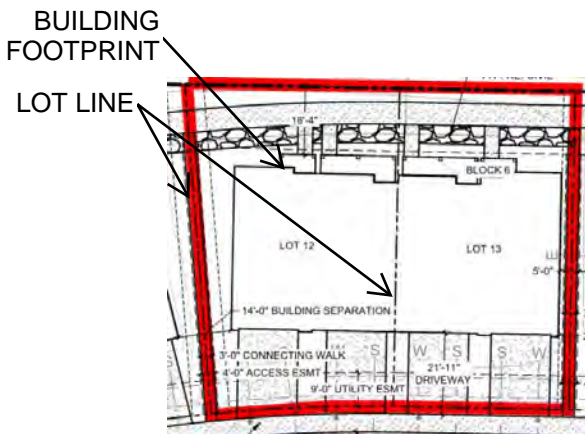 BUILDING
FOOTPRINT
LOT LINE
18'-4"
BLOCK 6
LOT 12
LOT 13
5'-0"
14'-0" BUILDING SEPARATION
3'-0" CONNECTING WALK
S W S S W
4'-0" ACCESS ESMT
21'-11"
DRIVEWAY
9'-0" UTILITY ESMT